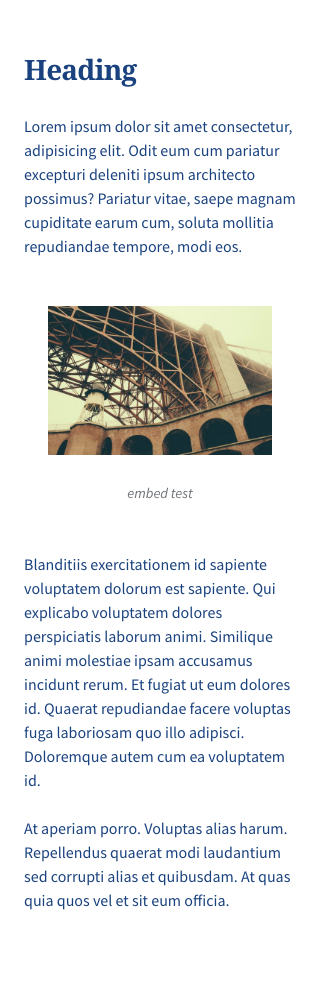 Heading
Lorem ipsum dolor sit amet consectetur,
adipisicing elit. Odit eum cum pariatur
excepturi deleniti ipsum architecto
possimus? Pariatur vitae, saepe magnam
cupiditate earum cum, soluta mollitia
repudiandae tempore, modi eos.
embed test
Blanditiis exercitationem id sapiente
voluptatem dolorum est sapiente. Qui
explicabo voluptatem dolores
perspiciatis laborum animi. Similique
animi molestiae ipsam accusamus
incidunt rerum. Et fugiat ut eum dolores
id. Quaerat repudiandae facere voluptas
fuga laboriosam quo illo adipisci.
Doloremque autem cum ea voluptatem
id.
At aperiam porro. Voluptas alias harum.
Repellendus quaerat modi laudantium
sed corrupti alias et quibusdam. At quas
quia quos vel et sit eum officia.